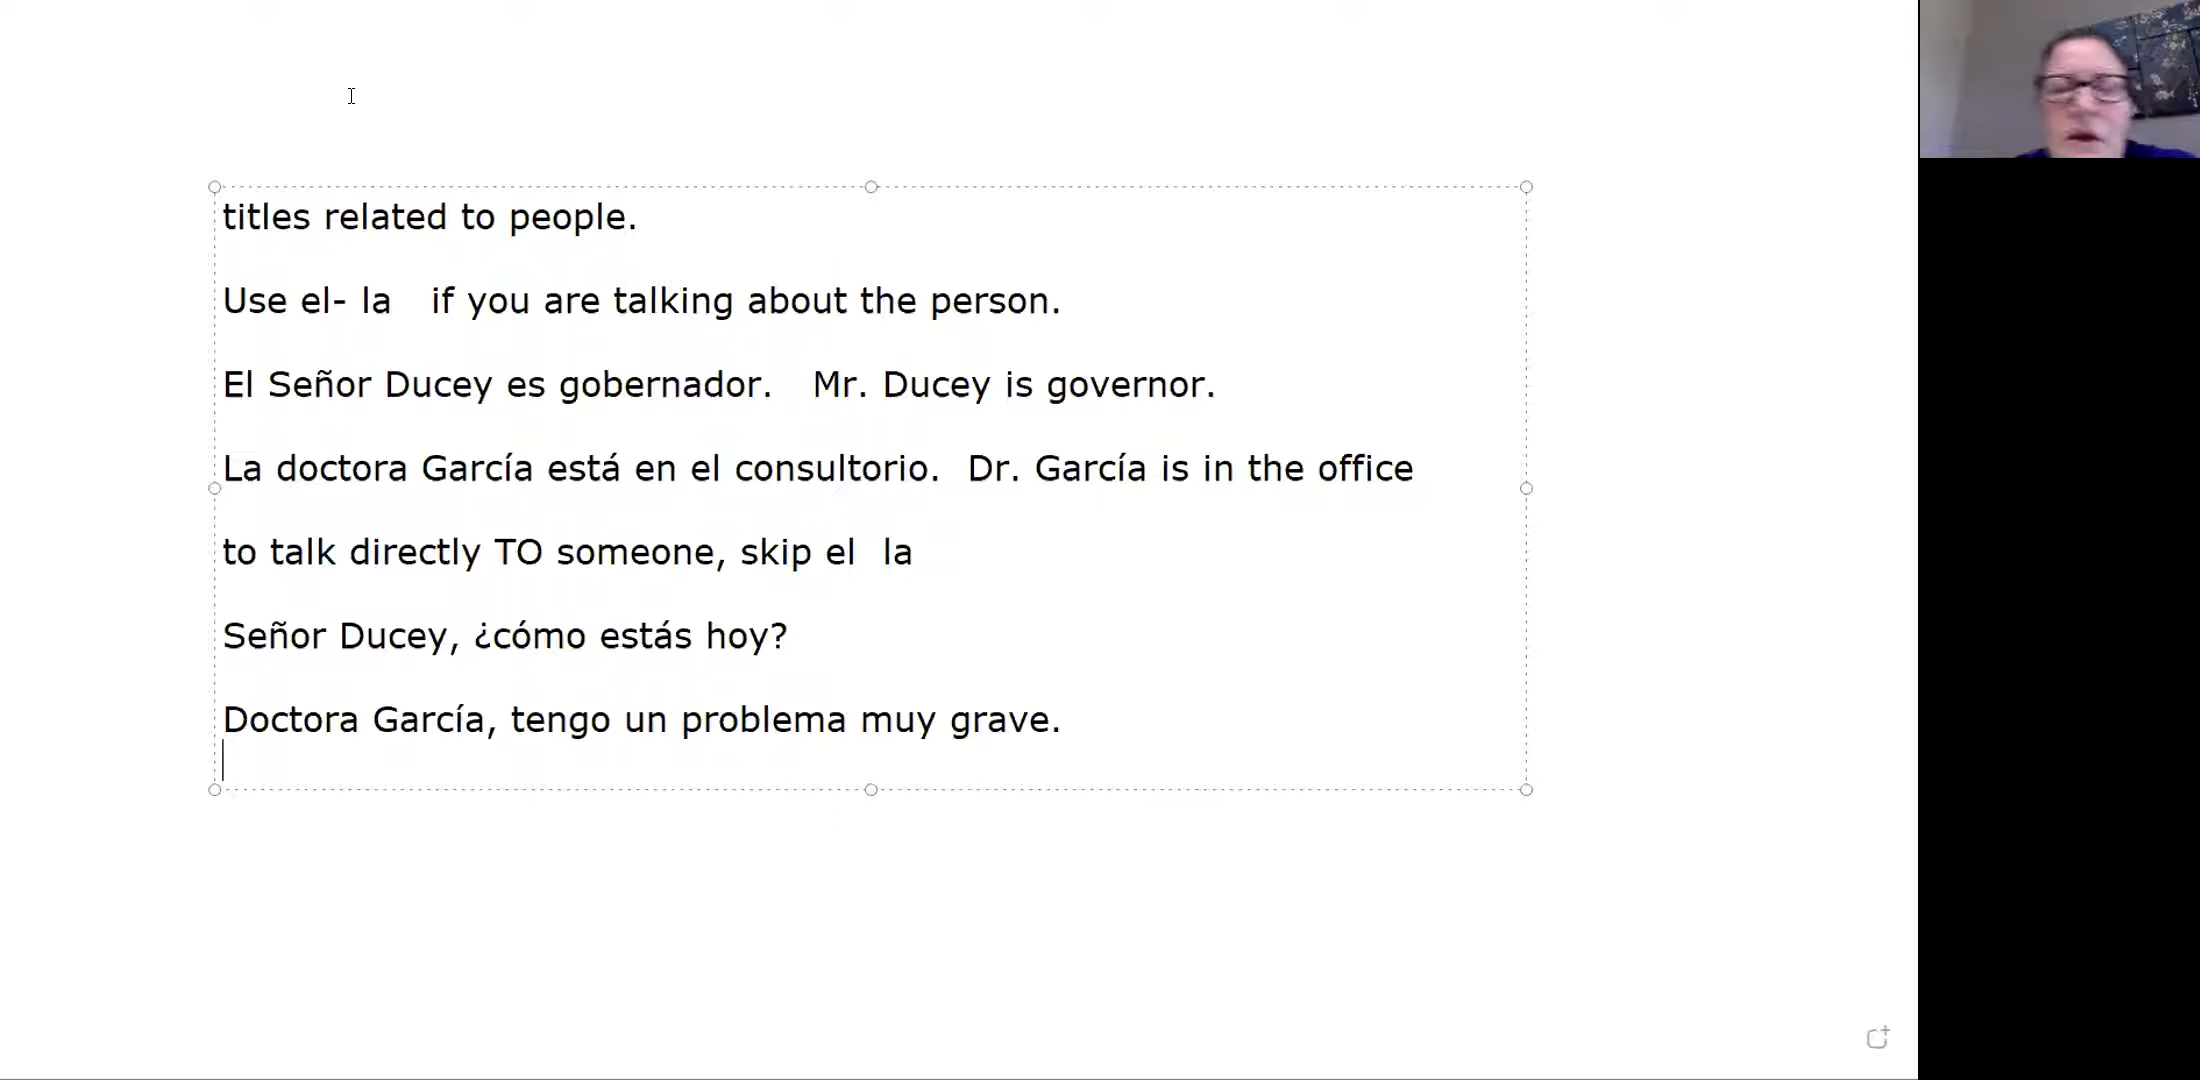 titles related to people.
Use el- la if you are talking about the person.
El Señor Ducey es gobernador. Mr. Ducey is governor.
La doctora García está en el consultorio. Dr. García is in the office
to talk directly TO someone, skip el la
Señor Ducey, ¿cómo estás hoy?
Doctora García, tengo un problema muy grave.